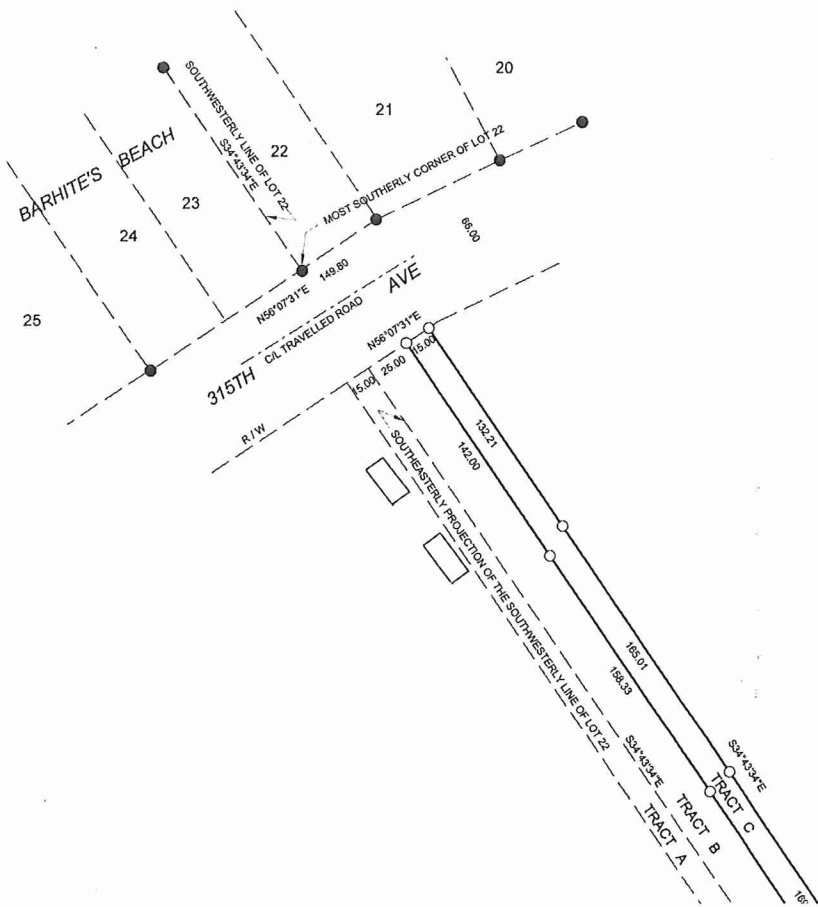 20
21
22
SOUTHWESTERLY LINE OF LOT 22
S34°43'34"E
BARHITE'S BEACH
23
24
25
MOST SOUTHERLY CORNER OF LOT 22
66.00
N56°07'31"E 149.80
C/L TRAVELLED ROAD
315TH AVE
R / W
N56°07'31"E
15.00
25.00
15.00
132.21
142.00
SOUTHEASTERLY PROJECTION OF THE SOUTHWESTERLY LINE OF LOT 22
165.01
158.33
S34°43'34"E
S34°43'34"E
TRACT A
TRACT B
TRACT C